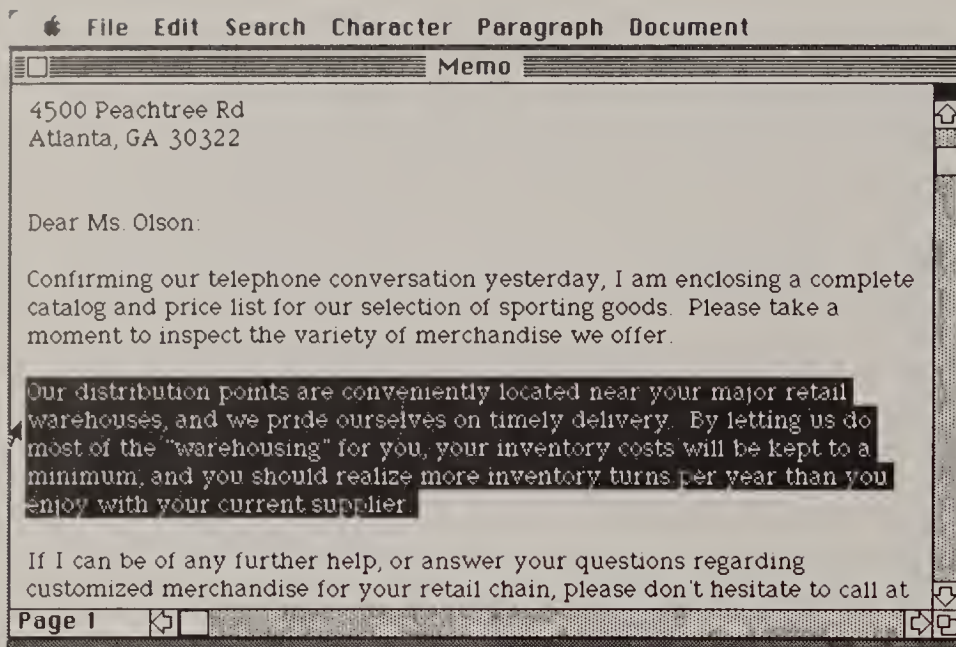 File Edit Search Character Paragraph Document
Memo
4500 Peachtree Rd
Atlanta, GA 30322
Dear Ms. Olson:
Confirming our telephone conversation yesterday, I am enclosing a complete
catalog and price list for our selection of sporting goods. Please take a
moment to inspect the variety of merchandise we offer.
Our distribution points are conveniently located near your major retail
warehouses, and we pride ourselves on timely delivery. By letting us do
most of the "warehousing" for you, your inventory costs will be kept to a
minimum, and you should realize more inventory turns per year than you
enjoy with your current supplier.
If I can be of any further help, or answer your questions regarding
customized merchandise for your retail chain, please don't hesitate to call at
Page 1